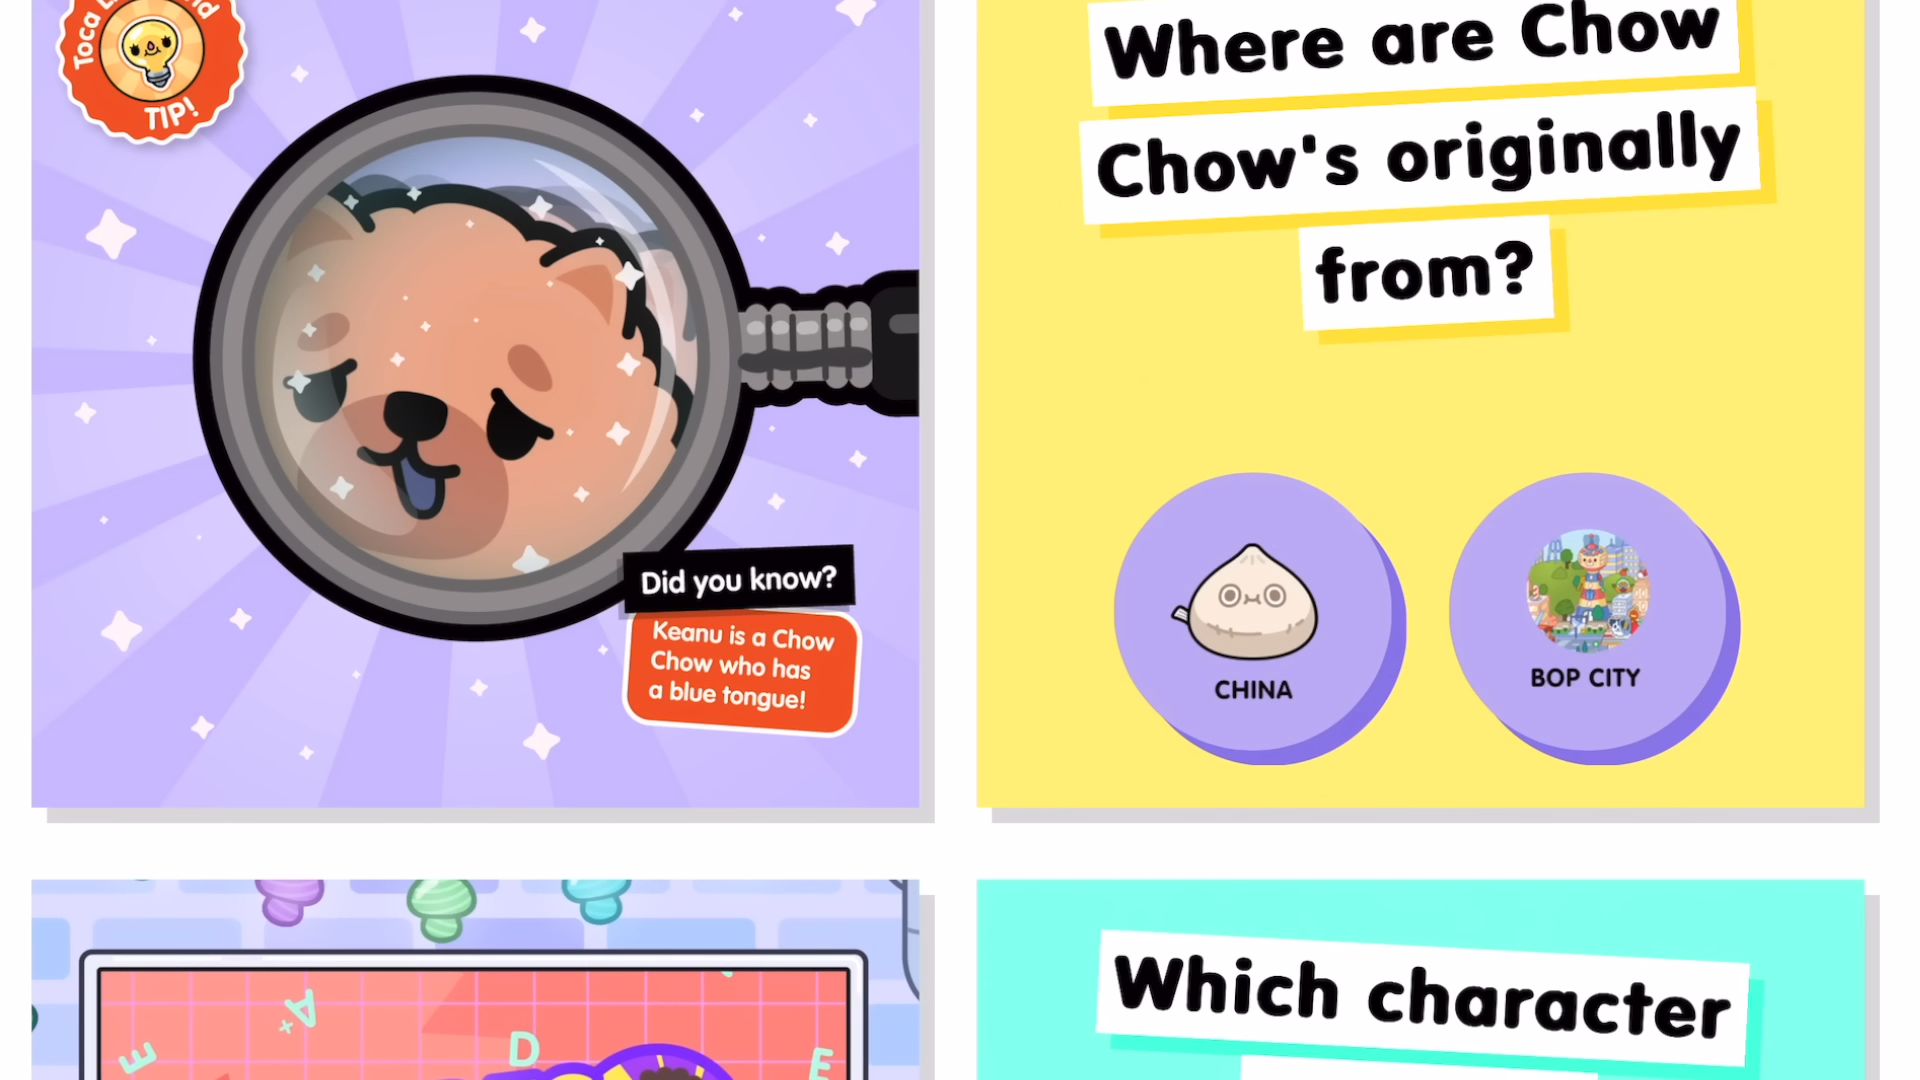 Toca
TIP!
Did you know?
Keanu is a Chow
Chow who has
a blue tongue!
Where are Chow
Chow's originally
from?
CHINA
BOP CITY
A+
E
D
E
Which character